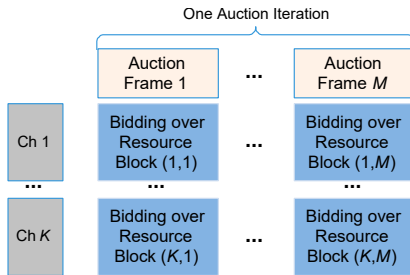 One Auction Iteration
Auction
Frame 1
...
Auction
Frame M
Ch 1
Bidding over
Resource
Block (1,1)
...
Bidding over
Resource
Block (1,M)
...
...
...
Ch K
Bidding over
Resource
Block (K,1)
...
Bidding over
Resource
Block (K,M)